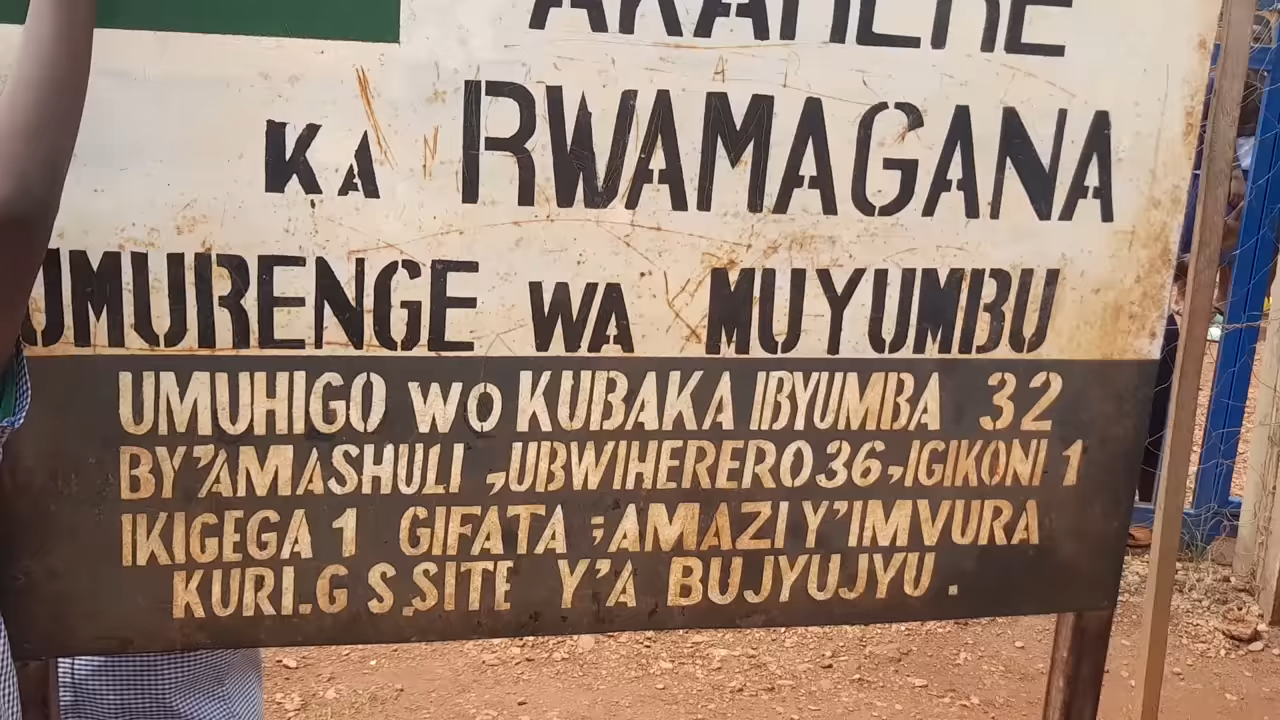 AKARERE
KA RWAMAGANA
UMURENGE WA MUYUMBU
UMUHIGO WO KUBAKA IBYUMBA 32
BY'AMASHULI ,UBWIHERERO 36,IGIKONI 1
IKIGEGA 1 GIFATA ;AMAZI Y'IMVURA
KURI.G S.SITE Y'A BUJYUJYU .